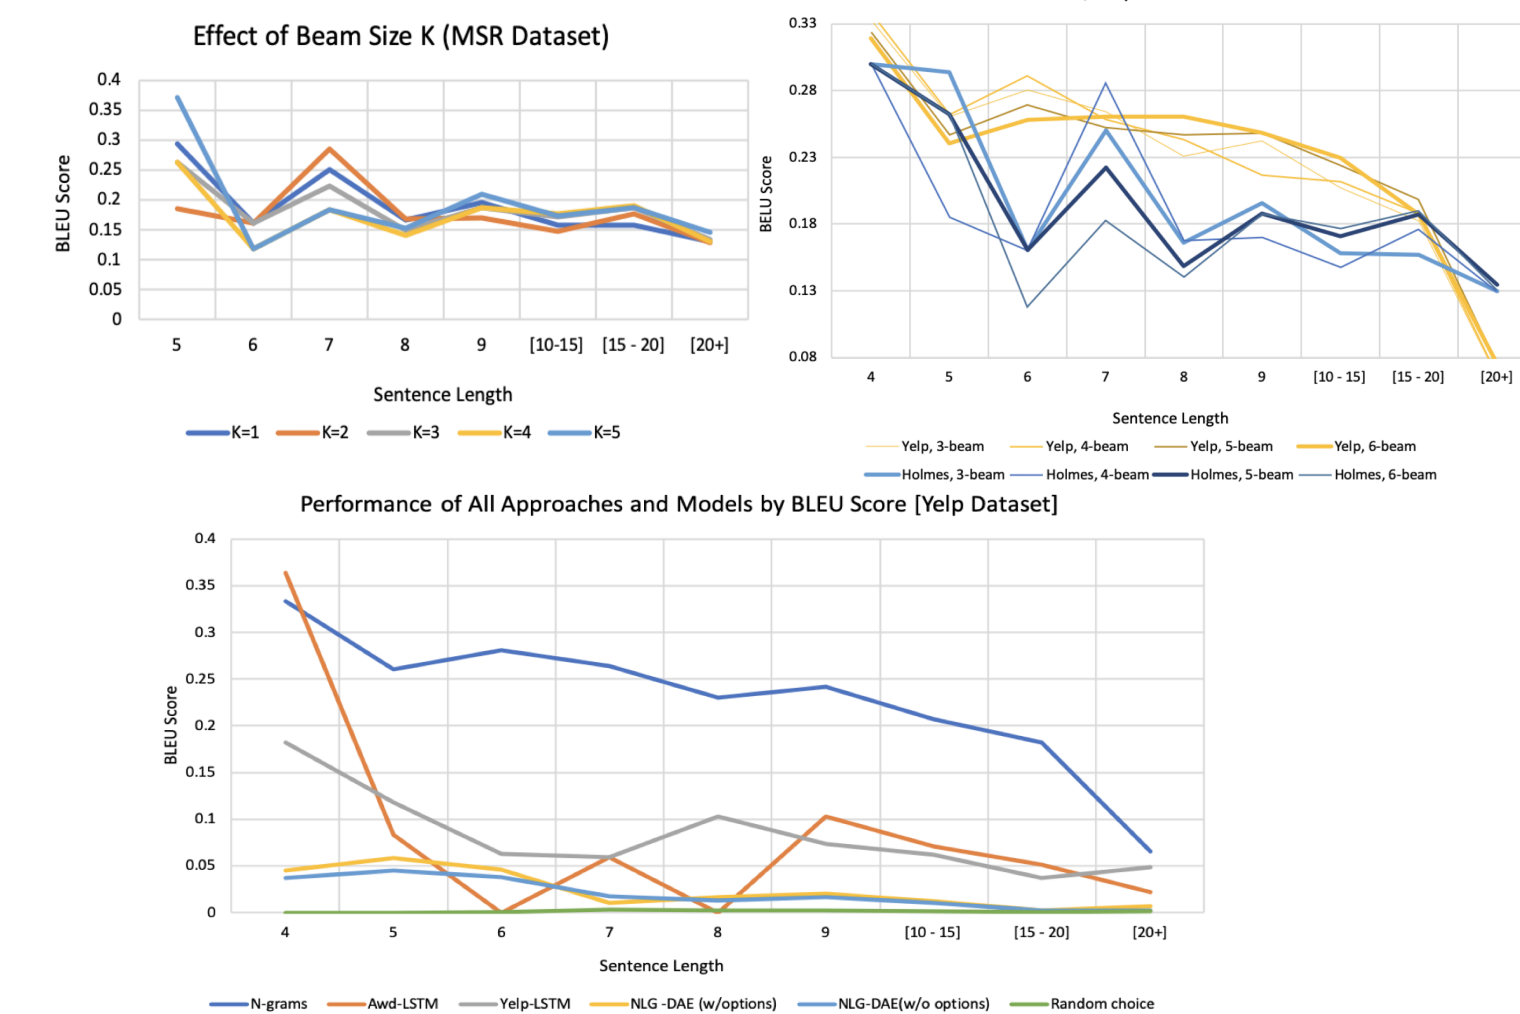 Effect of Beam Size K (MSR Dataset)
0.4
0.35
0.3
0.25
0.2
0.15
0.1
0.05
0
BLEU Score
5 6 7 8 9 [10-15] [15 - 20] [20+]
Sentence Length
K=1 K=2 K=3 K=4 K=5
0.33
0.28
0.23
0.18
0.13
0.08
BELU Score
4 5 6 7 8 9 [10 - 15] [15 - 20] [20+]
Sentence Length
Yelp, 3-beam Yelp, 4-beam Yelp, 5-beam Yelp, 6-beam
Holmes, 3-beam Holmes, 4-beam Holmes, 5-beam Holmes, 6-beam
Performance of All Approaches and Models by BLEU Score [Yelp Dataset]
0.4
0.35
0.3
0.25
0.2
0.15
0.1
0.05
0
BLEU Score
4 5 6 7 8 9 [10 - 15] [15 - 20] [20+]
Sentence Length
N-grams Awd-LSTM Yelp-LSTM NLG -DAE (w/options) NLG-DAE(w/o options) Random choice